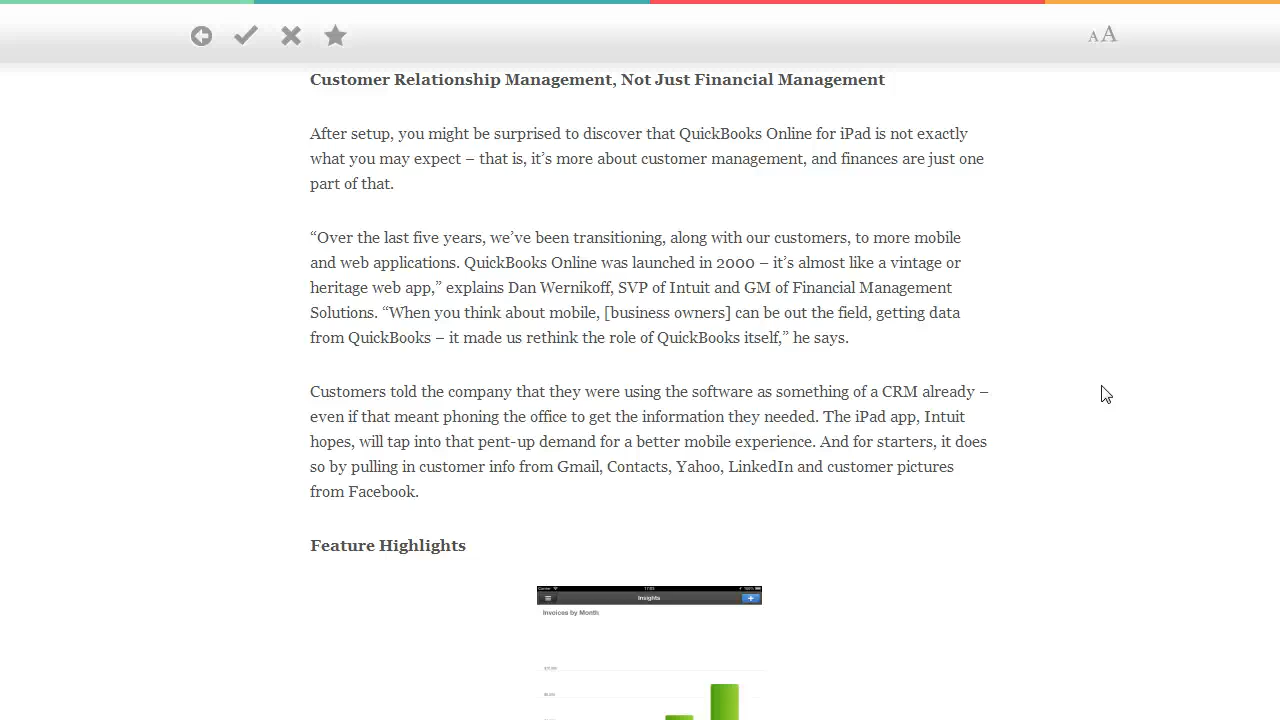 AA
Customer Relationship Management, Not Just Financial Management
After setup, you might be surprised to discover that QuickBooks Online for iPad is not exactly
what you may expect – that is, it’s more about customer management, and finances are just one
part of that.
“Over the last five years, we’ve been transitioning, along with our customers, to more mobile
and web applications. QuickBooks Online was launched in 2000 – it’s almost like a vintage or
heritage web app,” explains Dan Wernikoff, SVP of Intuit and GM of Financial Management
Solutions. “When you think about mobile, [business owners] can be out the field, getting data
from QuickBooks – it made us rethink the role of QuickBooks itself,” he says.
Customers told the company that they were using the software as something of a CRM already –
even if that meant phoning the office to get the information they needed. The iPad app, Intuit
hopes, will tap into that pent-up demand for a better mobile experience. And for starters, it does
so by pulling in customer info from Gmail, Contacts, Yahoo, LinkedIn and customer pictures
from Facebook.
Feature Highlights
Insights
Invoices by Month